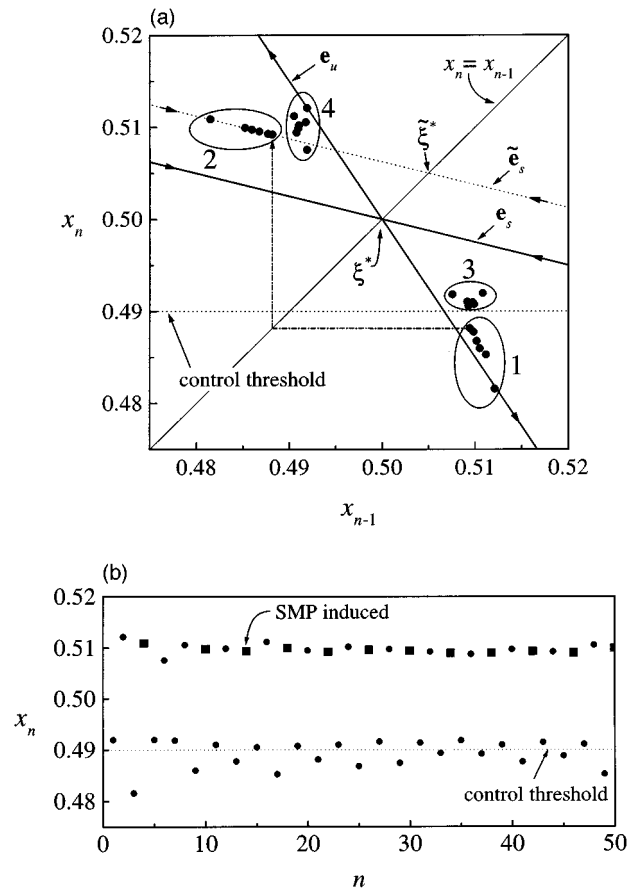 (a)
0.52
0.51
0.50
0.49
0.48
x_n
e_u
x_n = x_{n-1}
4
2
ξ̃*
ẽ_s
e_s
ξ*
3
control threshold
1
0.48 0.49 0.50 0.51 0.52
x_{n-1}
(b)
0.52
0.51
0.50
0.49
0.48
x_n
SMP induced
control threshold
0 10 20 30 40 50
n